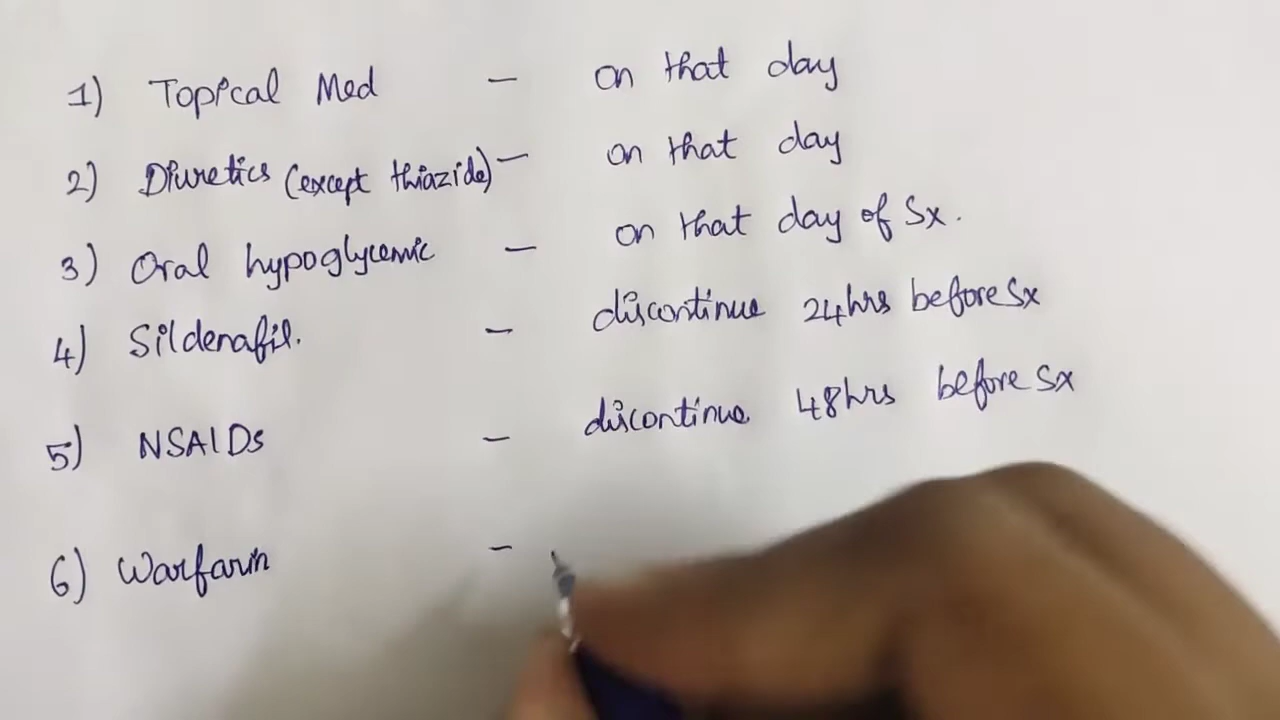 1) Topical Med - on that day
2) Diuretics (except thiazide) - on that day
3) Oral hypoglycemic - on that day of Sx.
4) Sildenafil. - discontinue 24hrs before Sx
5) NSAIDs - discontinue 48hrs before Sx
6) Warfarin -